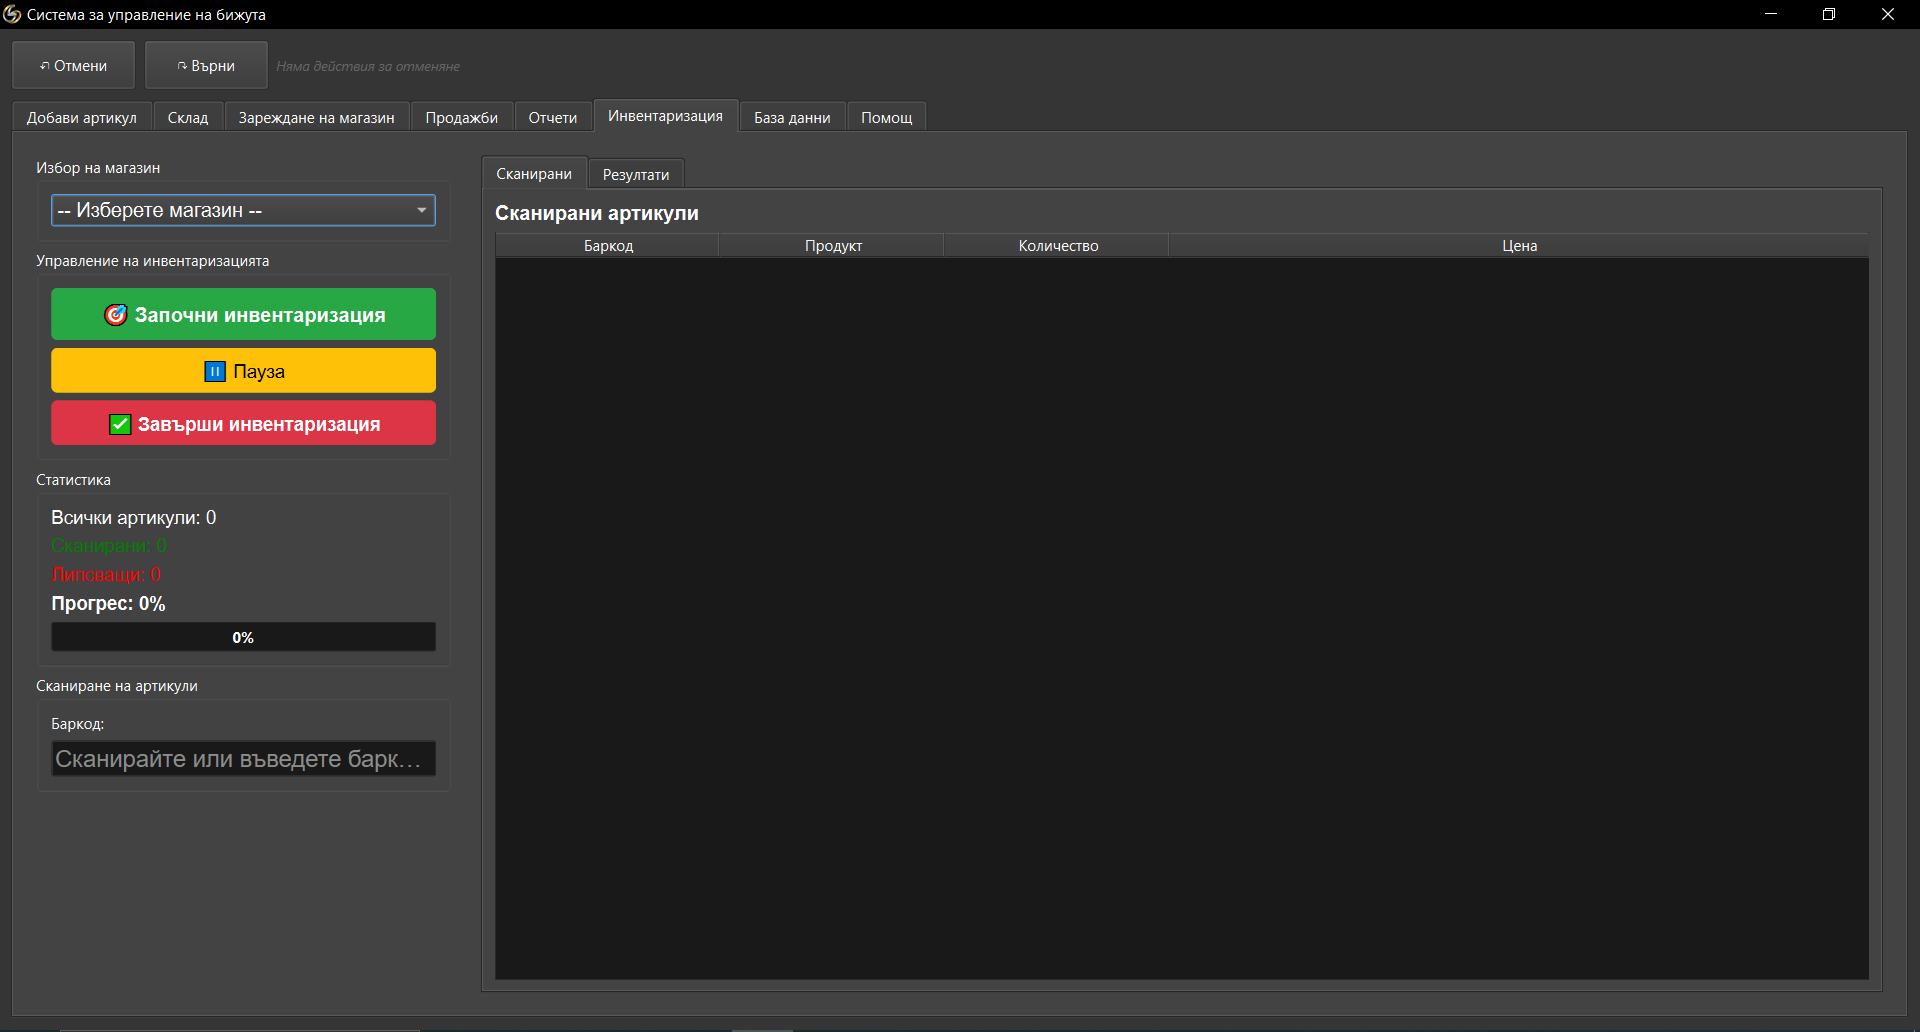 Система за управление на бижута
Отмени
Върни
Няма действия за отменяне
Добави артикул
Склад
Зареждане на магазин
Продажби
Отчети
Инвентаризация
База данни
Помощ
Избор на магазин
-- Изберете магазин --
Управление на инвентаризацията
Започни инвентаризация
Пауза
Завърши инвентаризация
Статистика
Всички артикули: 0
Сканирани: 0
Липсващи: 0
Прогрес: 0%
0%
Сканиране на артикули
Баркод:
Сканирайте или въведете барк…
Сканирани
Резултати
Сканирани артикули
Баркод
Продукт
Количество
Цена